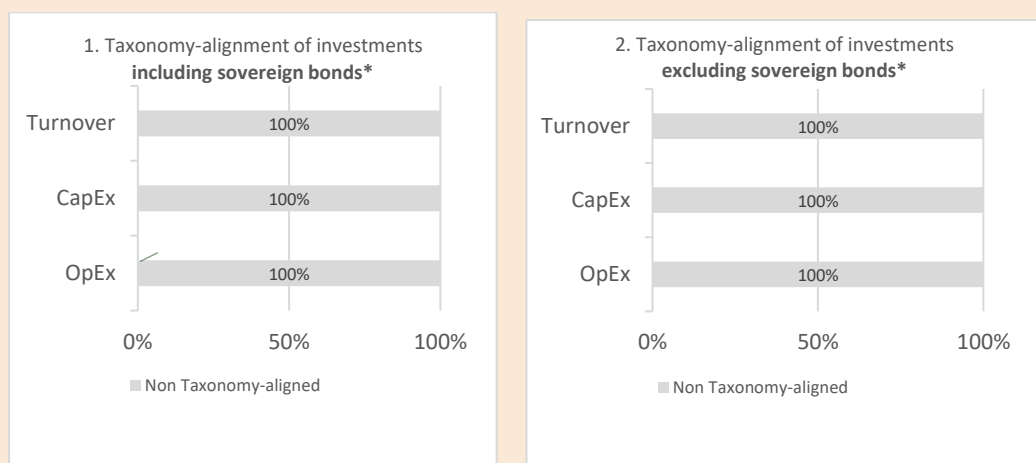 1. Taxonomy-alignment of investments
including sovereign bonds*
Turnover
100%
CapEx
100%
OpEx
100%
0%
50%
100%
Non Taxonomy-aligned
2. Taxonomy-alignment of investments
excluding sovereign bonds*
Turnover
100%
CapEx
100%
OpEx
100%
0%
50%
100%
Non Taxonomy-aligned